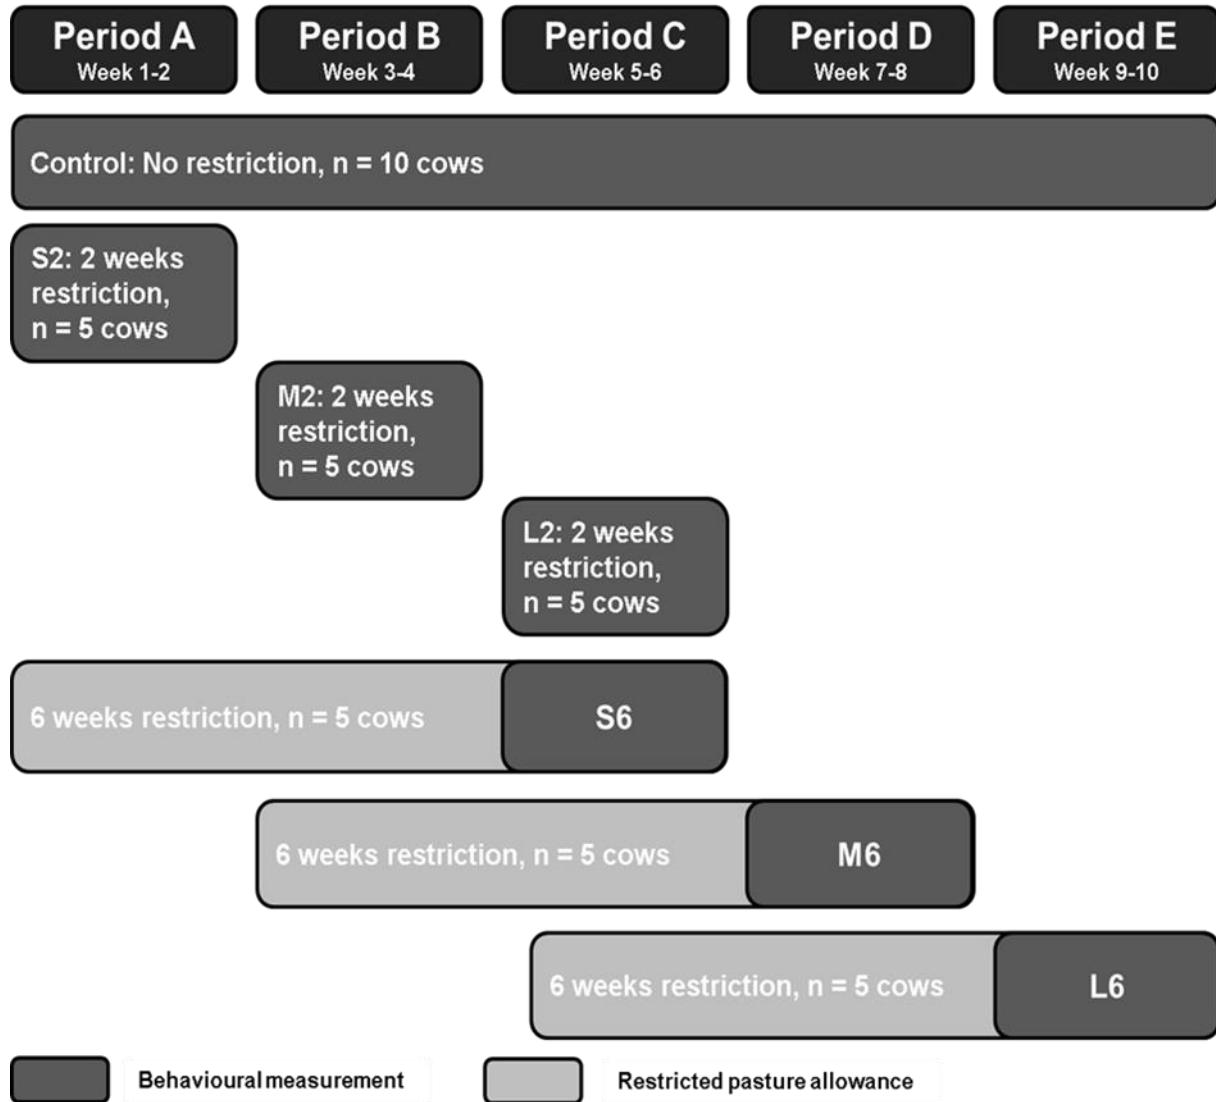 Period A
Week 1-2
Period B
Week 3-4
Period C
Week 5-6
Period D
Week 7-8
Period E
Week 9-10
Control: No restriction, n = 10 cows
S2: 2 weeks
restriction,
n = 5 cows
M2: 2 weeks
restriction,
n = 5 cows
L2: 2 weeks
restriction,
n = 5 cows
6 weeks restriction, n = 5 cows
S6
6 weeks restriction, n = 5 cows
M6
6 weeks restriction, n = 5 cows
L6
Behavioural measurement
Restricted pasture allowance